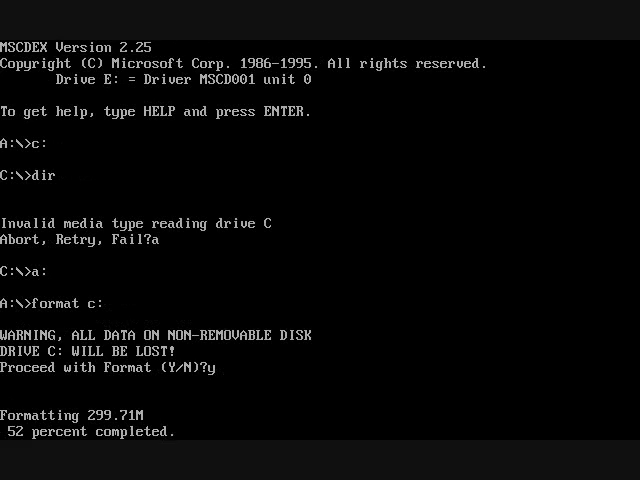 MSCDEX Version 2.25
Copyright (C) Microsoft Corp. 1986-1995. All rights reserved.
Drive E: = Driver MSCD001 unit 0
To get help, type HELP and press ENTER.
A:\>c:
C:\>dir
Invalid media type reading drive C
Abort, Retry, Fail?a
C:\>a:
A:\>format c:
WARNING, ALL DATA ON NON-REMOVABLE DISK
DRIVE C: WILL BE LOST!
Proceed with Format (Y/N)?y
Formatting 299.71M
52 percent completed.